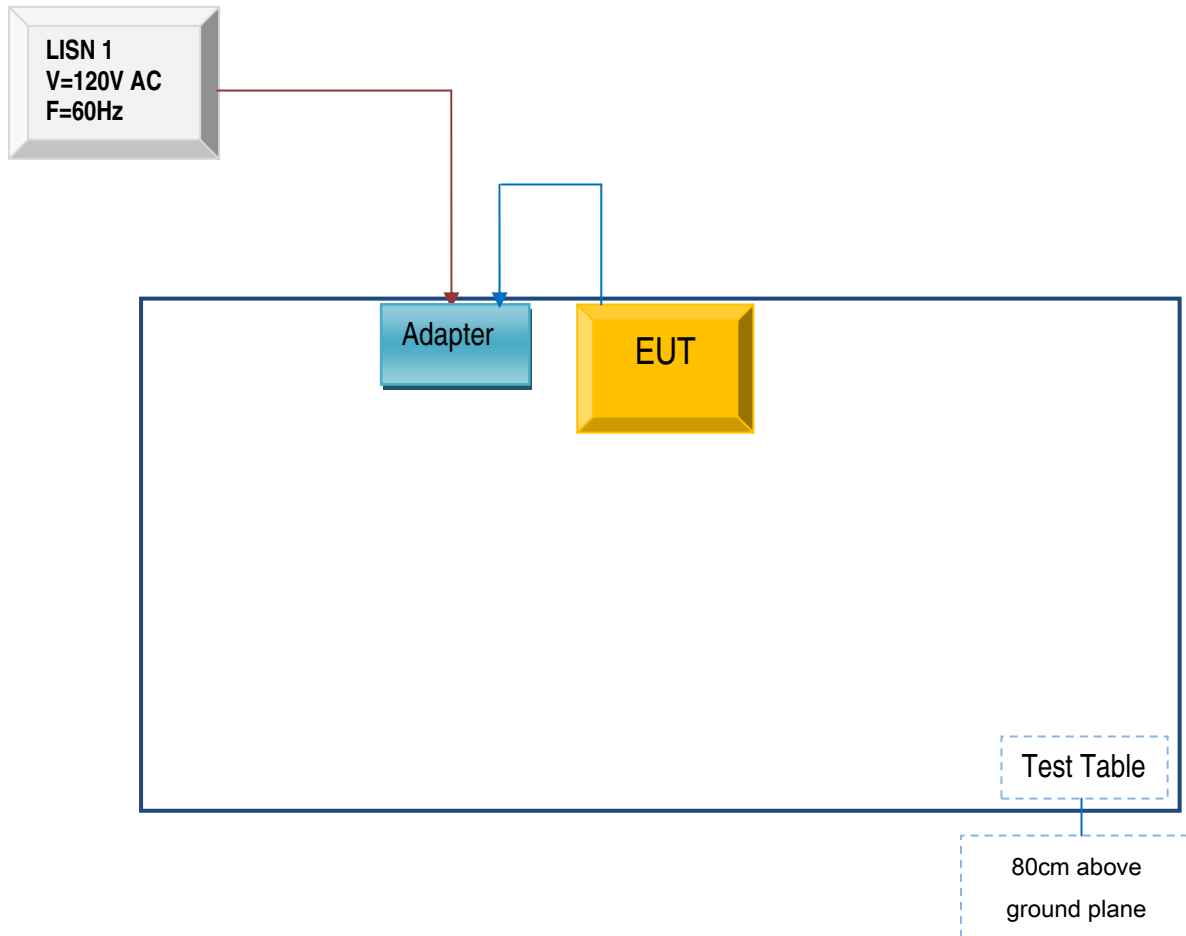 LISN 1
V=120V AC
F=60Hz
Adapter
EUT
Test Table
80cm above
ground plane